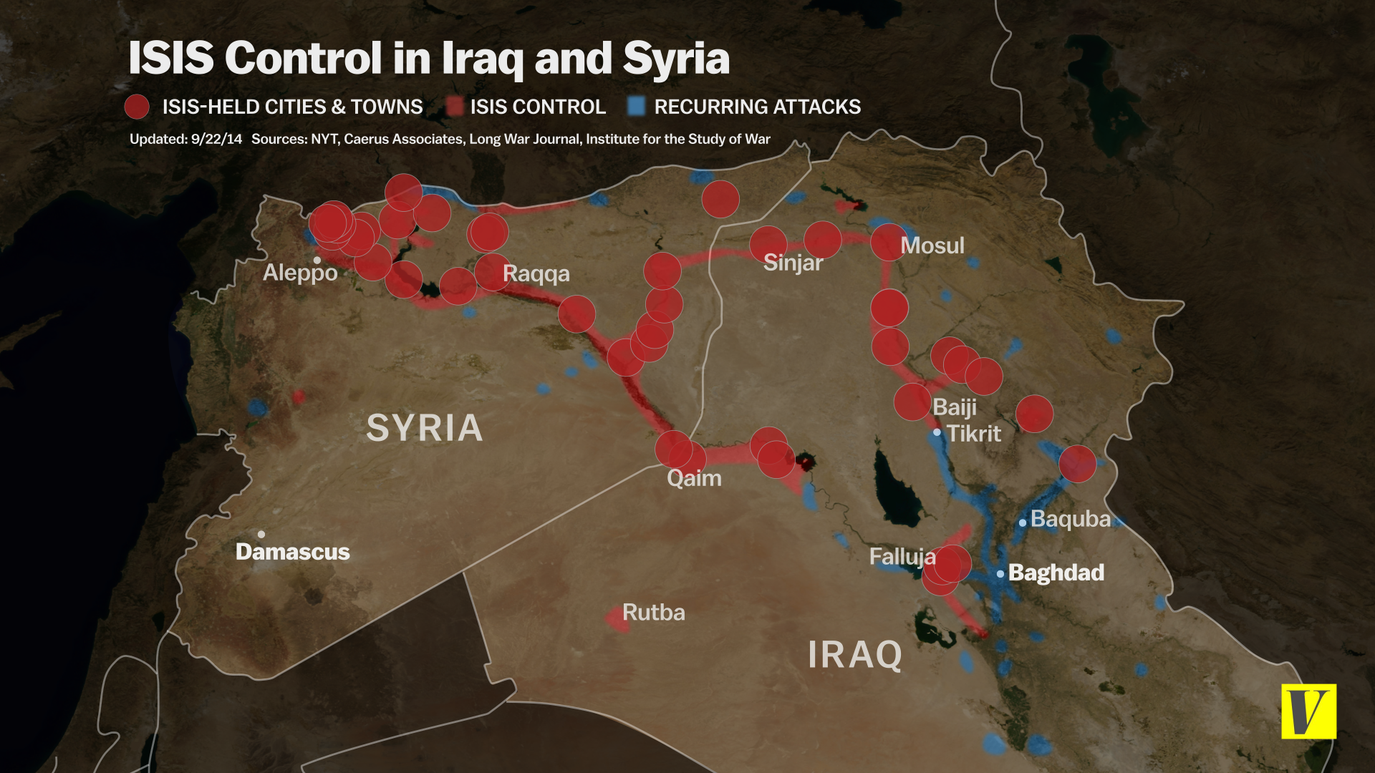 ISIS Control in Iraq and Syria
ISIS-HELD CITIES & TOWNS ISIS CONTROL RECURRING ATTACKS
Updated: 9/22/14 Sources: NYT, Caerus Associates, Long War Journal, Institute for the Study of War
Mosul
Sinjar
Aleppo
Raqqa
Baiji
SYRIA
Tikrit
Qaim
Baquba
Damascus
Falluja
Baghdad
Rutba
IRAQ
V